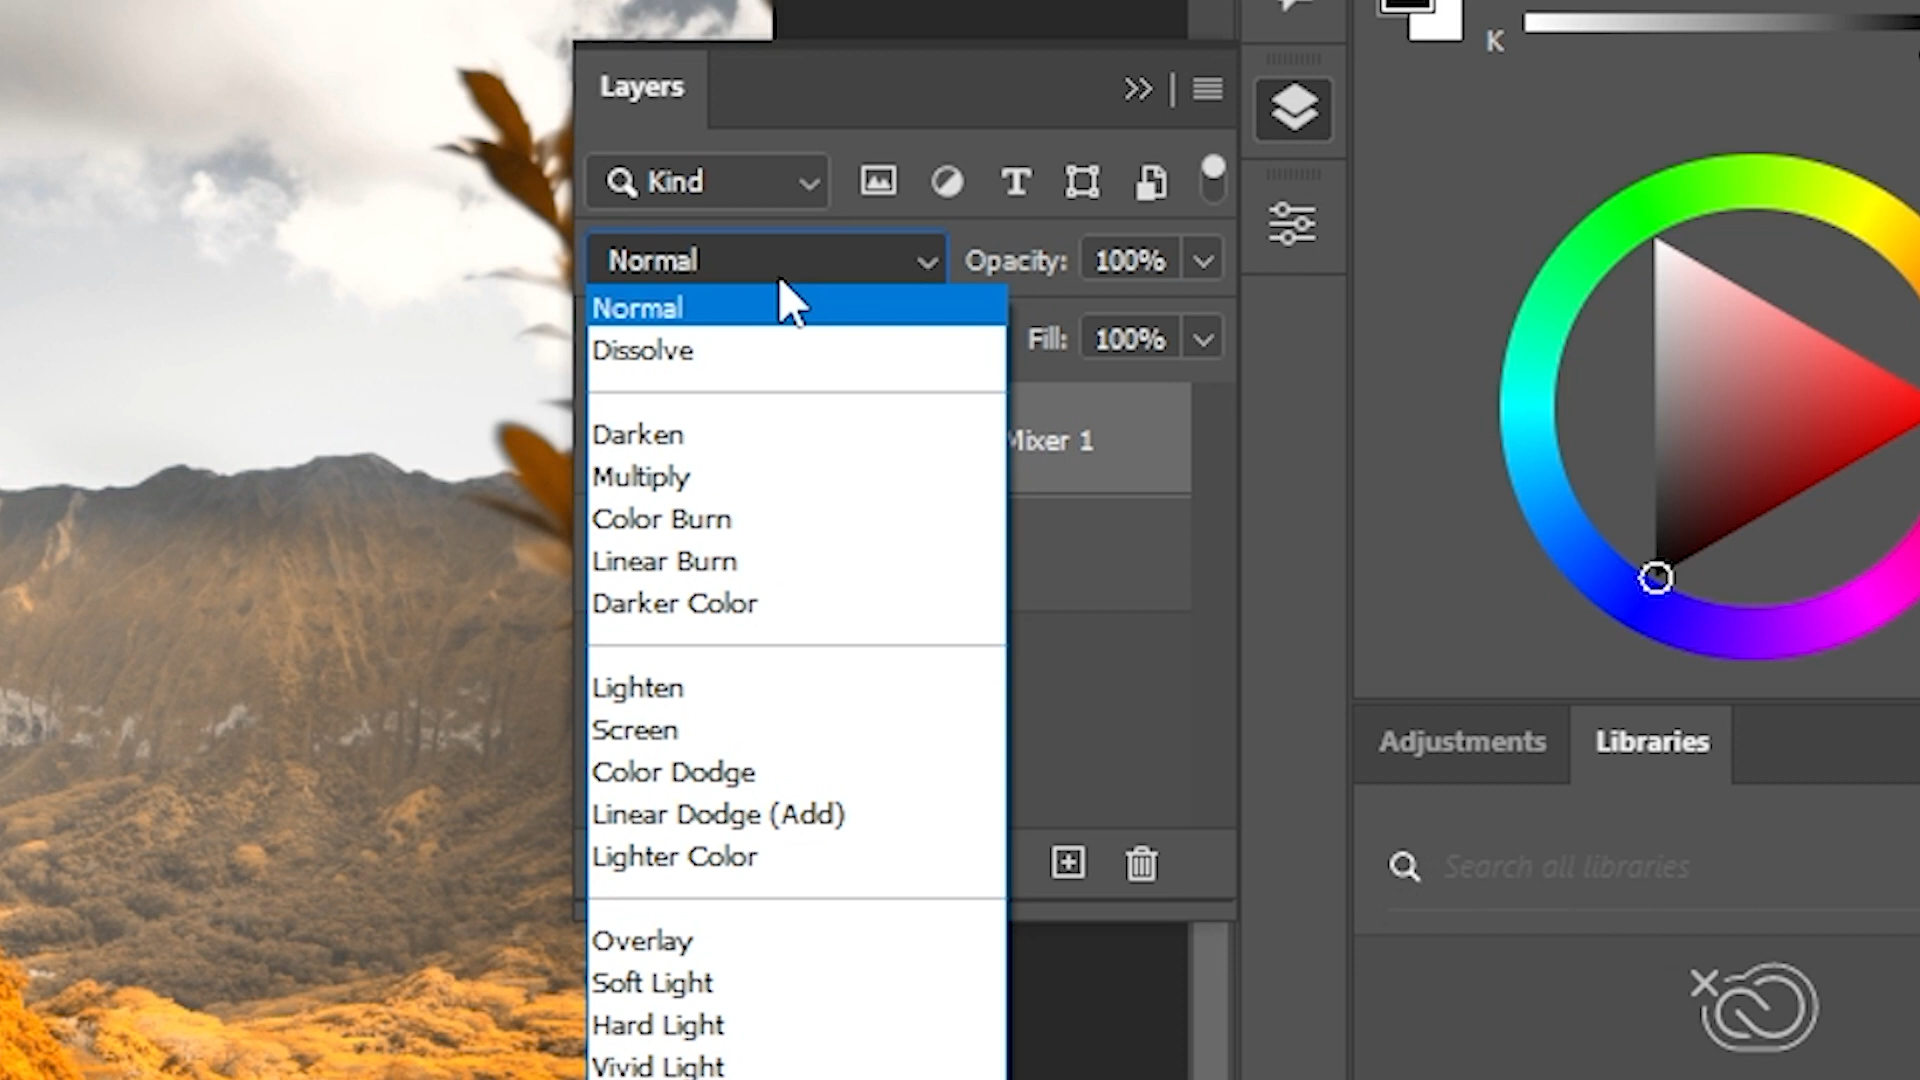 K
Layers
Kind
Normal
Opacity: 100%
Normal
Fill: 100%
Dissolve
Darken
Mixer 1
Multiply
Color Burn
Linear Burn
Darker Color
Lighten
Screen
Adjustments Libraries
Color Dodge
Linear Dodge (Add)
Lighter Color
Search all libraries
Overlay
Soft Light
Hard Light
Vivid Light